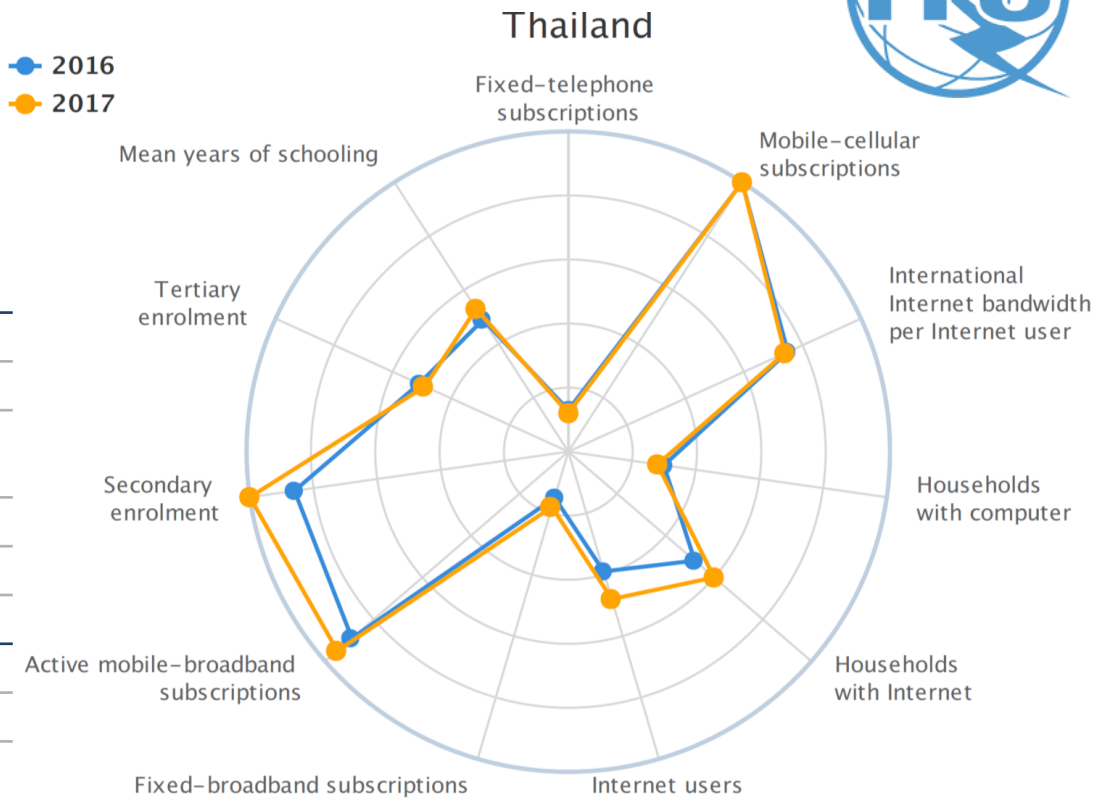 Thailand
2016
2017
Fixed-telephone
subscriptions
Mobile-cellular
subscriptions
International
Internet bandwidth
per Internet user
Households
with computer
Households
with Internet
Internet users
Fixed-broadband subscriptions
Active mobile-broadband
subscriptions
Secondary
enrolment
Tertiary
enrolment
Mean years of schooling